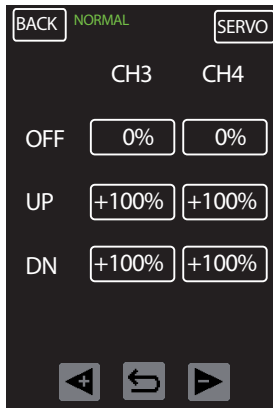 BACK NORMAL SERVO
CH3 CH4
OFF 0% 0%
UP +100% +100%
DN +100% +100%
+ -